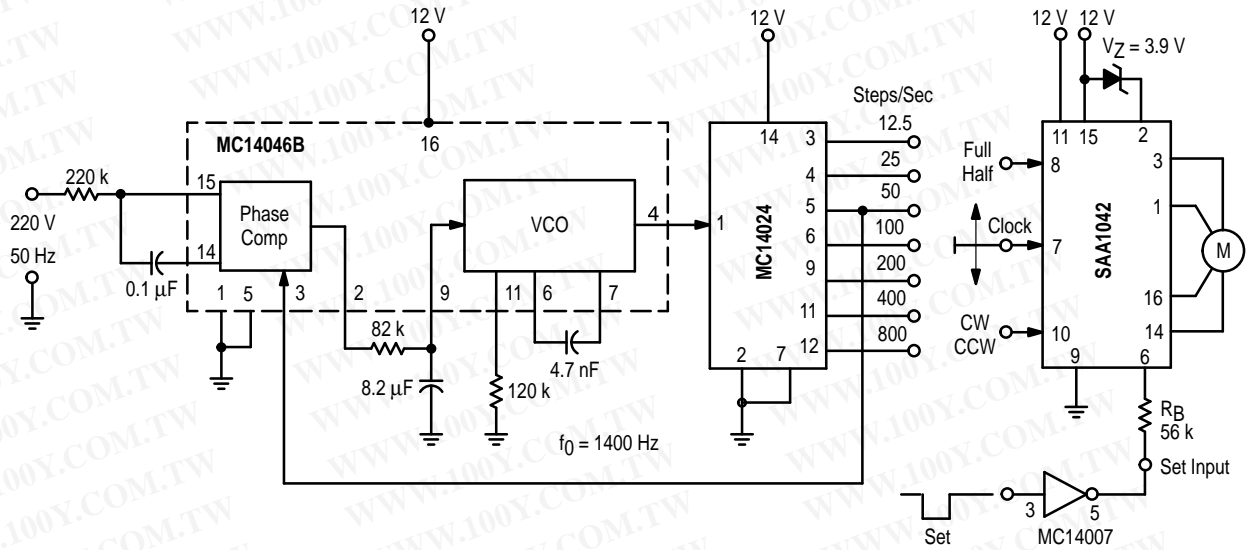 12 V
12 V
12 V 12 V
VZ = 3.9 V
Steps/Sec
12.5
25
50
100
200
400
800
MC14046B
16
220 k
15
14
Phase
Comp
220 V
50 Hz
0.1 µF
1
5
3
2
82 k
8.2 µF
9
VCO
4
11
6
7
120 k
4.7 nF
f0 = 1400 Hz
14
1
MC14024
3
4
5
6
9
11
12
2
7
Full
Half
Clock
CW
CCW
11
15
2
8
7
10
9
SAA1042
3
1
16
14
6
M
RB
56 k
Set Input
3
5
MC14007
Set
WWW.100Y.COM.TW